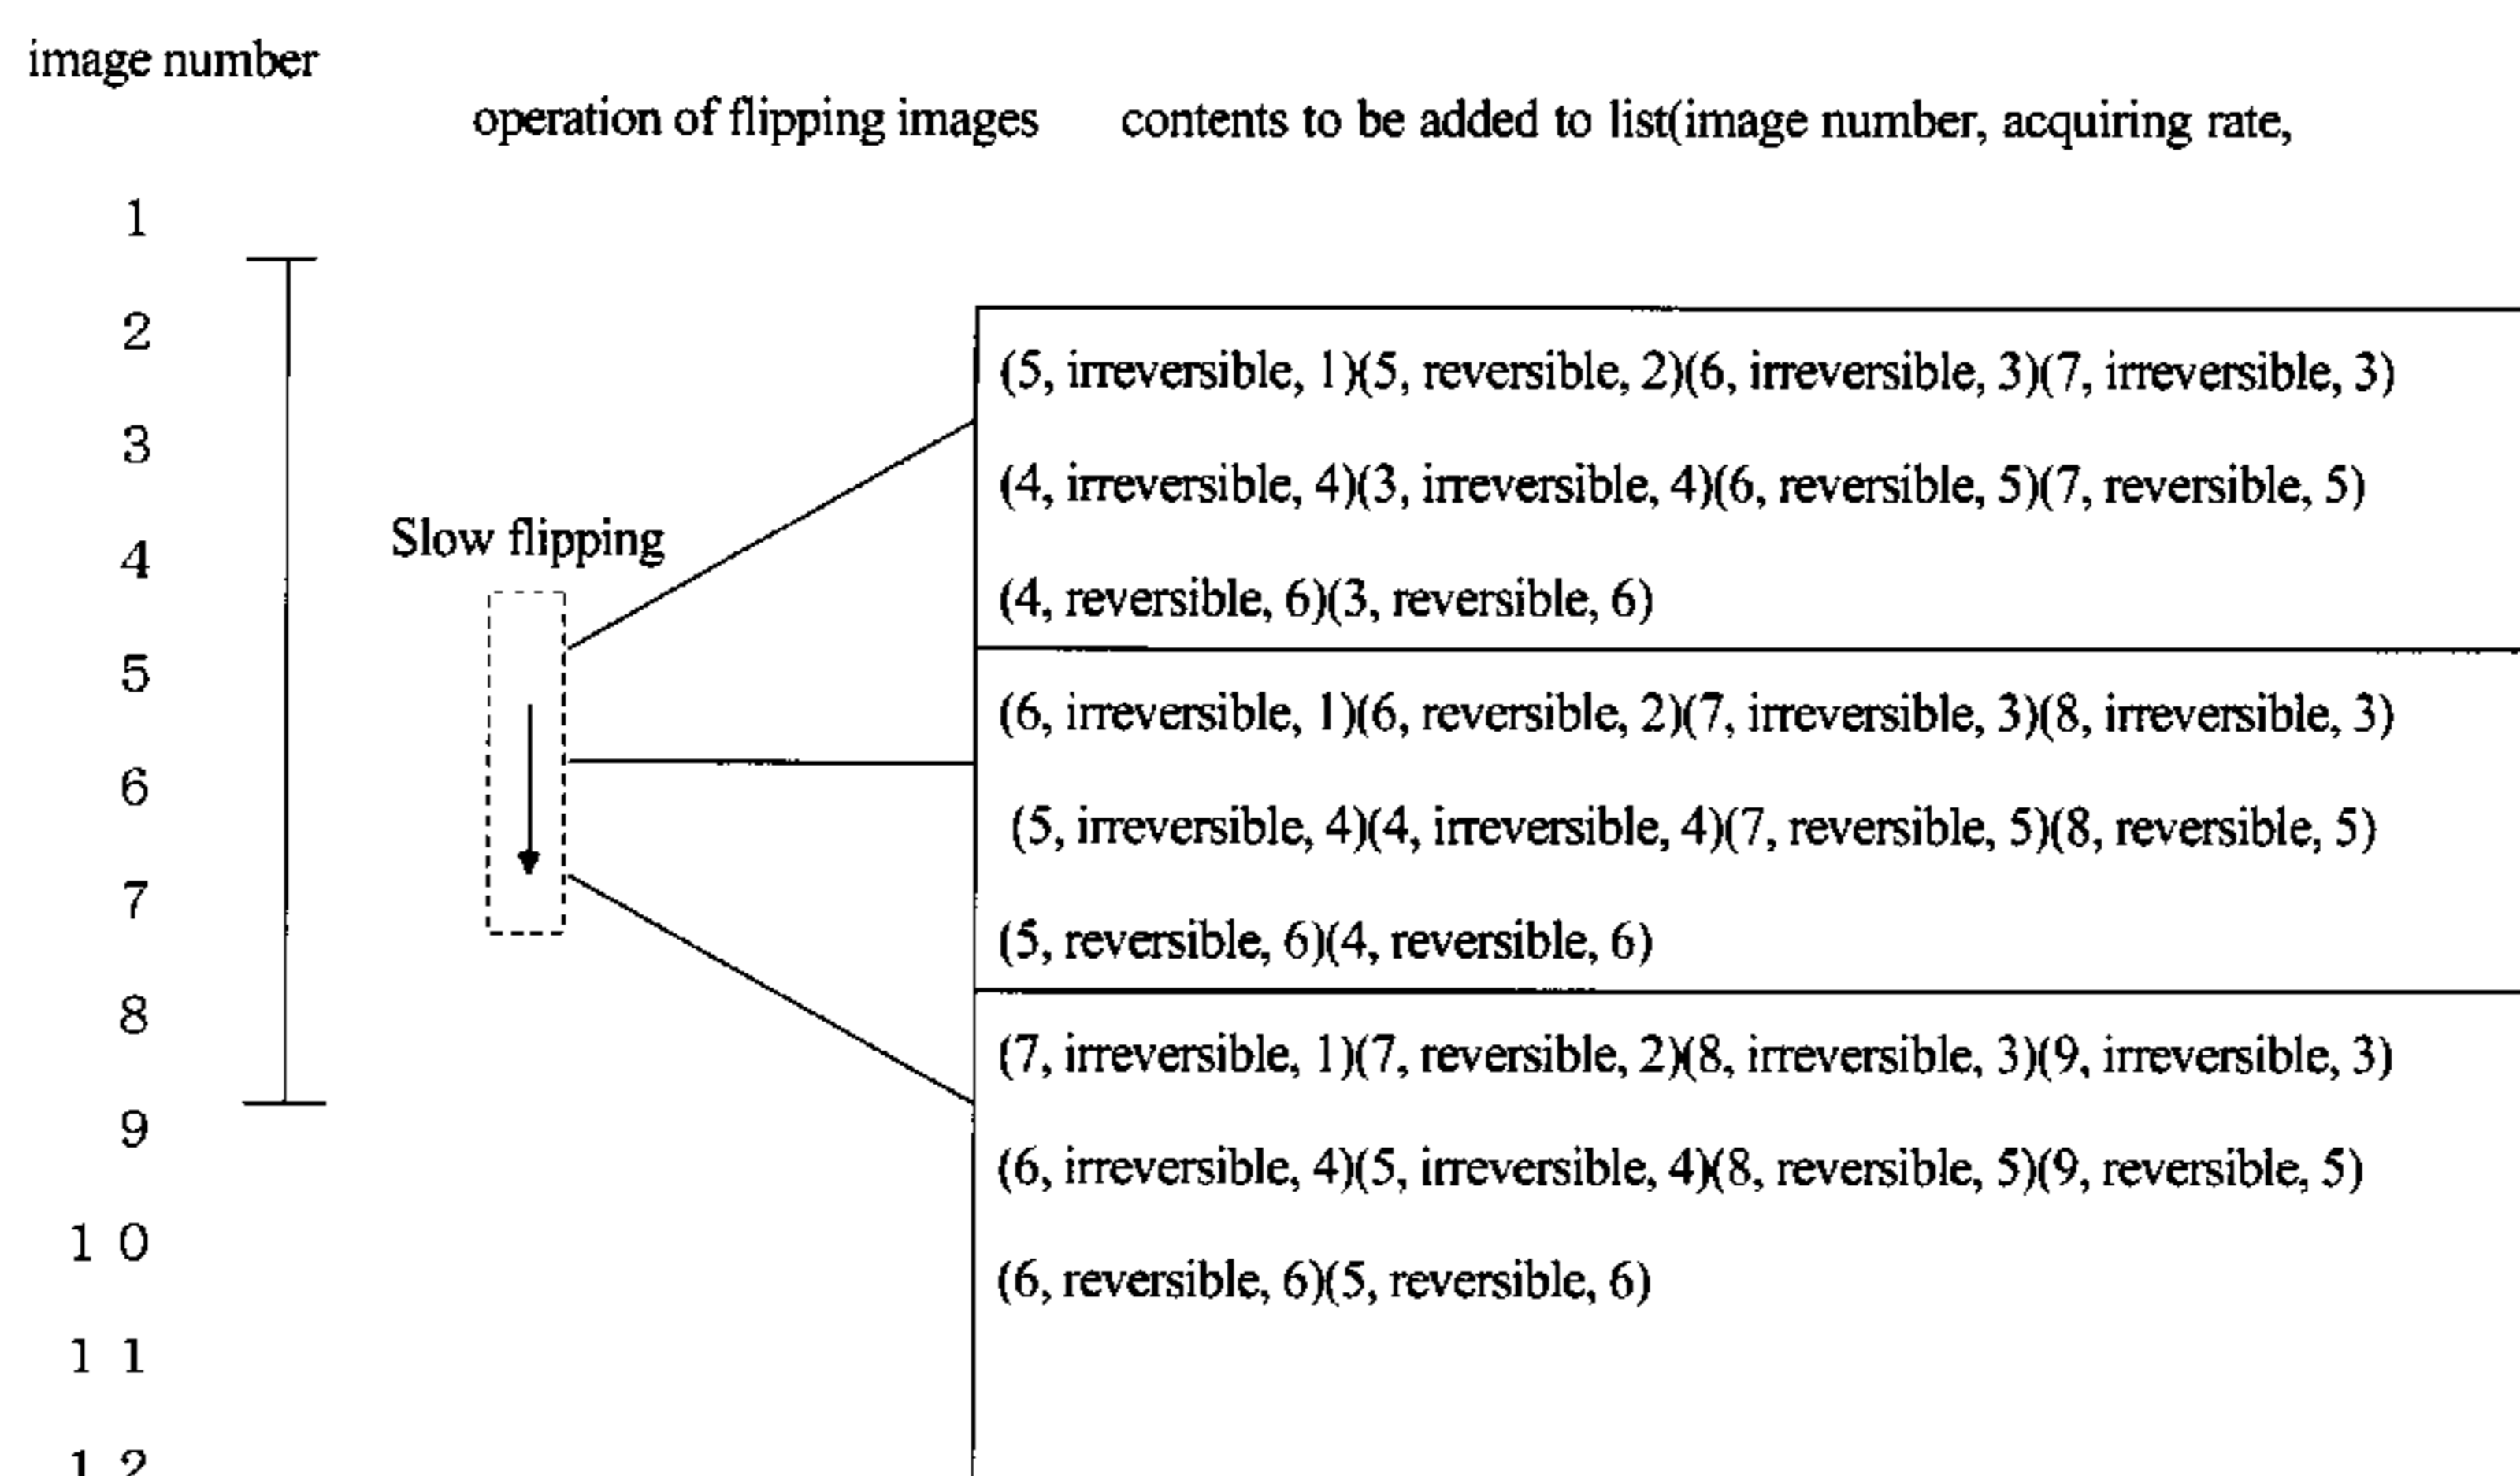 image number
operation of flipping images
contents to be added to list(image number, acquiring rate,
1
2
(5, irreversible, 1)(5, reversible, 2)(6, irreversible, 3)(7, irreversible, 3)
3
(4, irreversible, 4)(3, irreversible, 4)(6, reversible, 5)(7, reversible, 5)
Slow flipping
4
(4, reversible, 6)(3, reversible, 6)
5
(6, irreversible, 1)(6, reversible, 2)(7, irreversible, 3)(8, irreversible, 3)
6
(5, irreversible, 4)(4, irreversible, 4)(7, reversible, 5)(8, reversible, 5)
7
(5, reversible, 6)(4, reversible, 6)
8
(7, irreversible, 1)(7, reversible, 2)(8, irreversible, 3)(9, irreversible, 3)
9
(6, irreversible, 4)(5, irreversible, 4)(8, reversible, 5)(9, reversible, 5)
10
(6, reversible, 6)(5, reversible, 6)
11
12